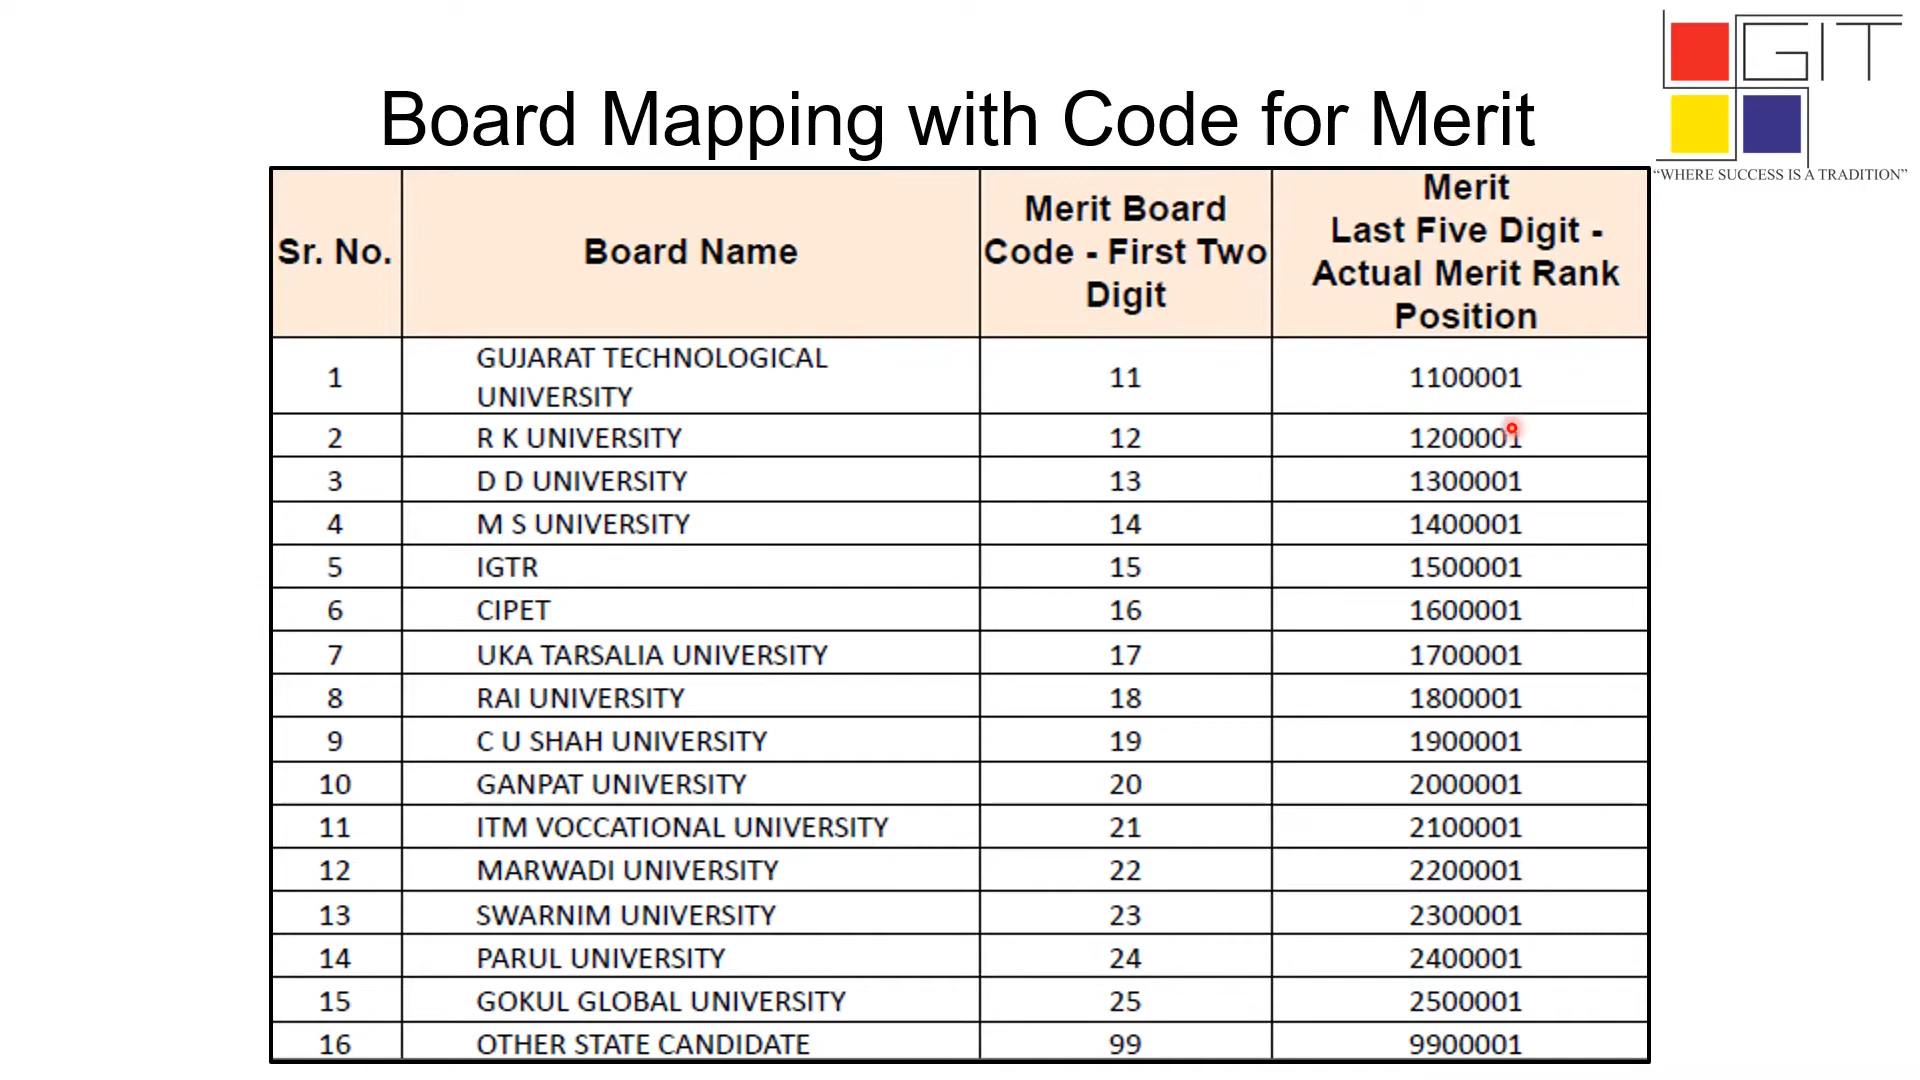 GIT
"WHERE SUCCESS IS A TRADITION"
Board Mapping with Code for Merit
Sr. No. Board Name Merit Board Code - First Two Digit Merit Last Five Digit - Actual Merit Rank Position
1 GUJARAT TECHNOLOGICAL UNIVERSITY 11 1100001
2 R K UNIVERSITY 12 1200001
3 D D UNIVERSITY 13 1300001
4 M S UNIVERSITY 14 1400001
5 IGTR 15 1500001
6 CIPET 16 1600001
7 UKA TARSALIA UNIVERSITY 17 1700001
8 RAI UNIVERSITY 18 1800001
9 C U SHAH UNIVERSITY 19 1900001
10 GANPAT UNIVERSITY 20 2000001
11 ITM VOCCATIONAL UNIVERSITY 21 2100001
12 MARWADI UNIVERSITY 22 2200001
13 SWARNIM UNIVERSITY 23 2300001
14 PARUL UNIVERSITY 24 2400001
15 GOKUL GLOBAL UNIVERSITY 25 2500001
16 OTHER STATE CANDIDATE 99 9900001